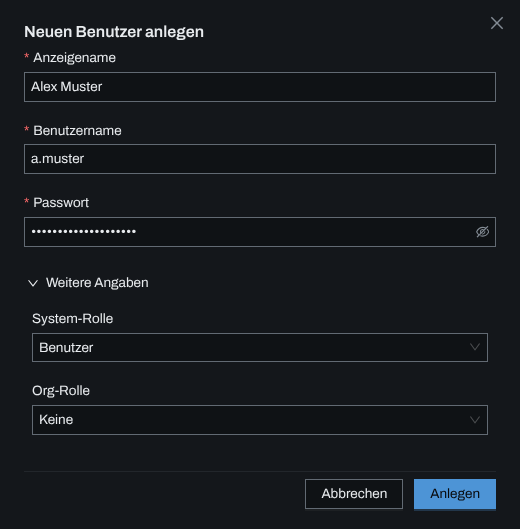 Neuen Benutzer anlegen
* Anzeigename
Alex Muster
* Benutzername
a.muster
* Passwort
••••••••••••••••••••
Weitere Angaben
System-Rolle
Benutzer
Org-Rolle
Keine
Abbrechen
Anlegen